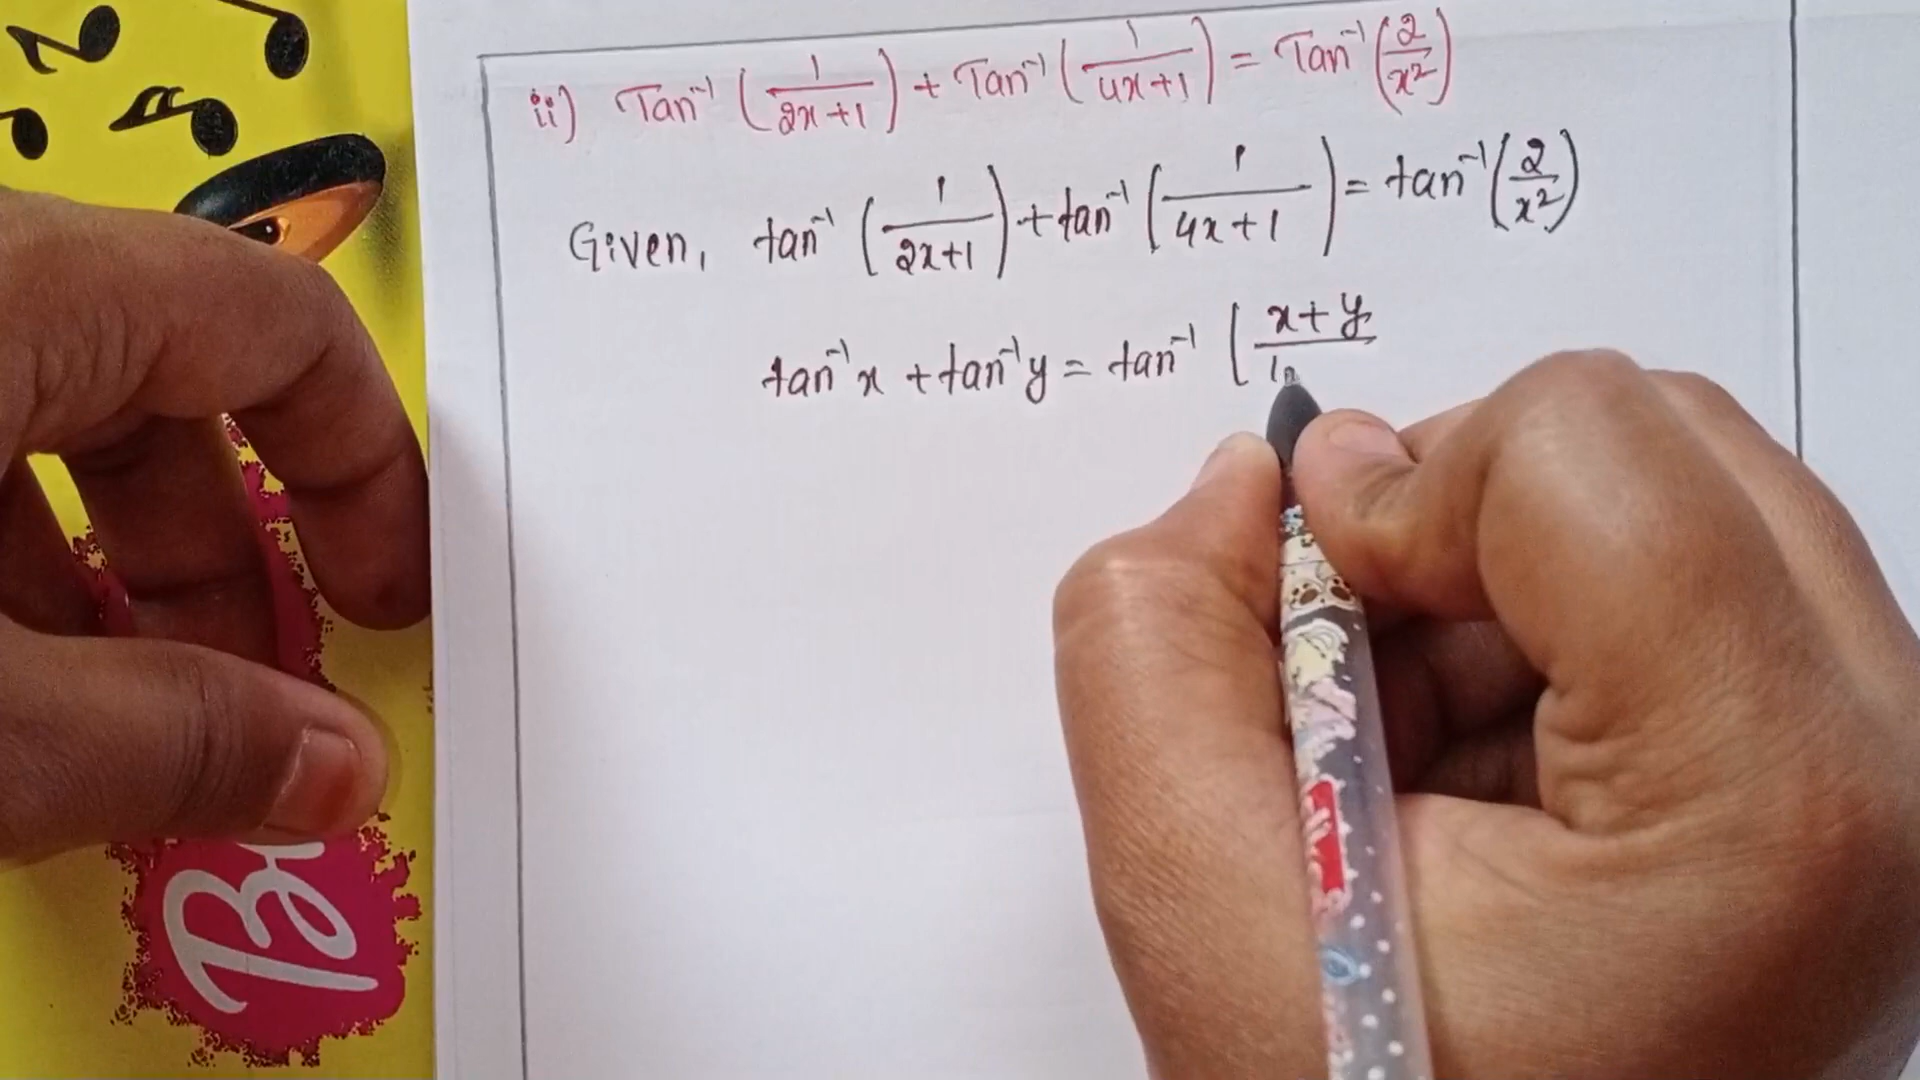 ii) Tan⁻¹ (1/(2x+1)) + Tan⁻¹ (1/(4x+1)) = Tan⁻¹ (2/x²)
Given, tan⁻¹ (1/(2x+1)) + tan⁻¹ (1/(4x+1)) = tan⁻¹ (2/x²)
tan⁻¹x + tan⁻¹y = tan⁻¹ [(x+y)/1